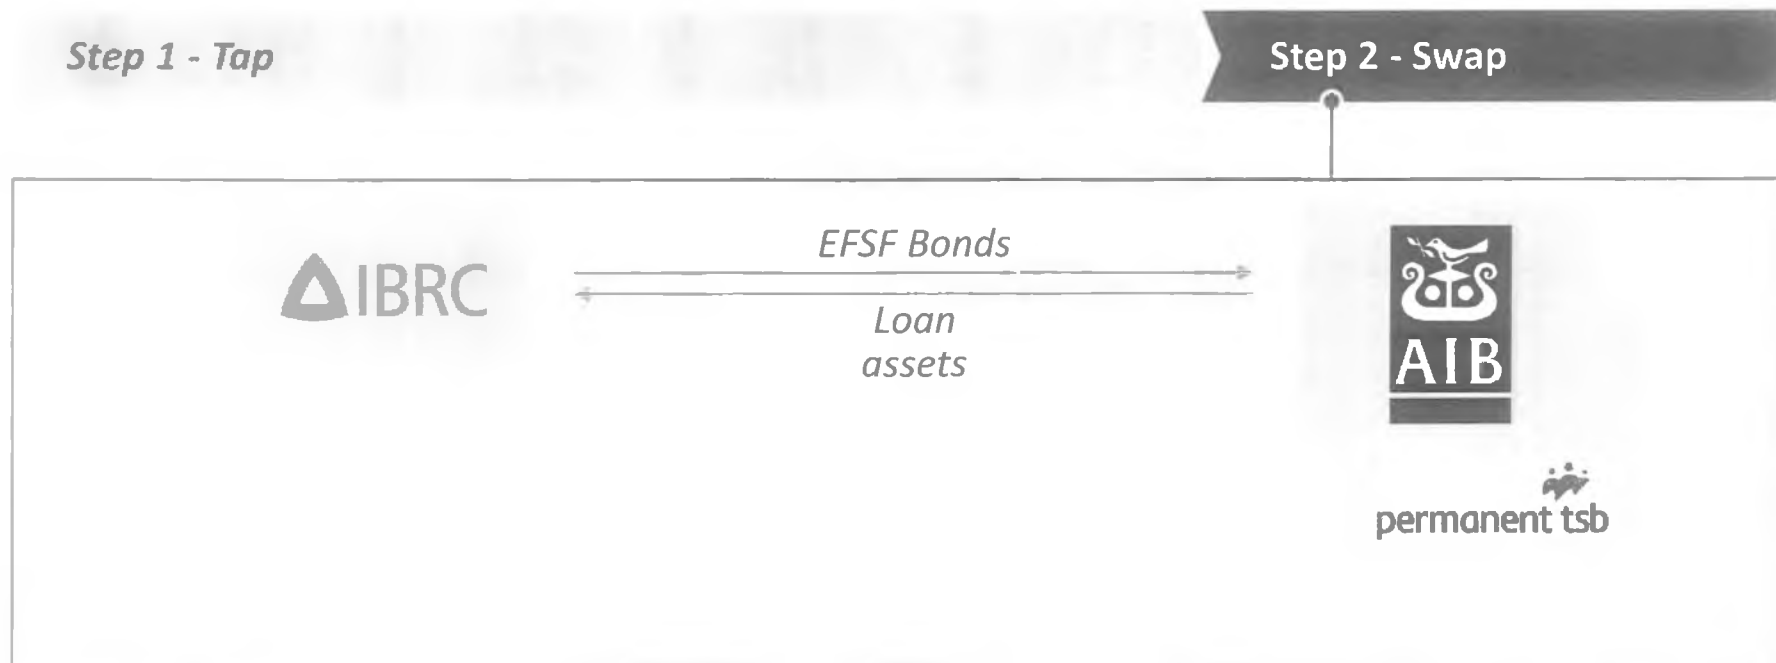 Step 1 - Tap
Step 2 - Swap
EFSF Bonds
IBRC
Loan
assets
AIB
permanent tsb